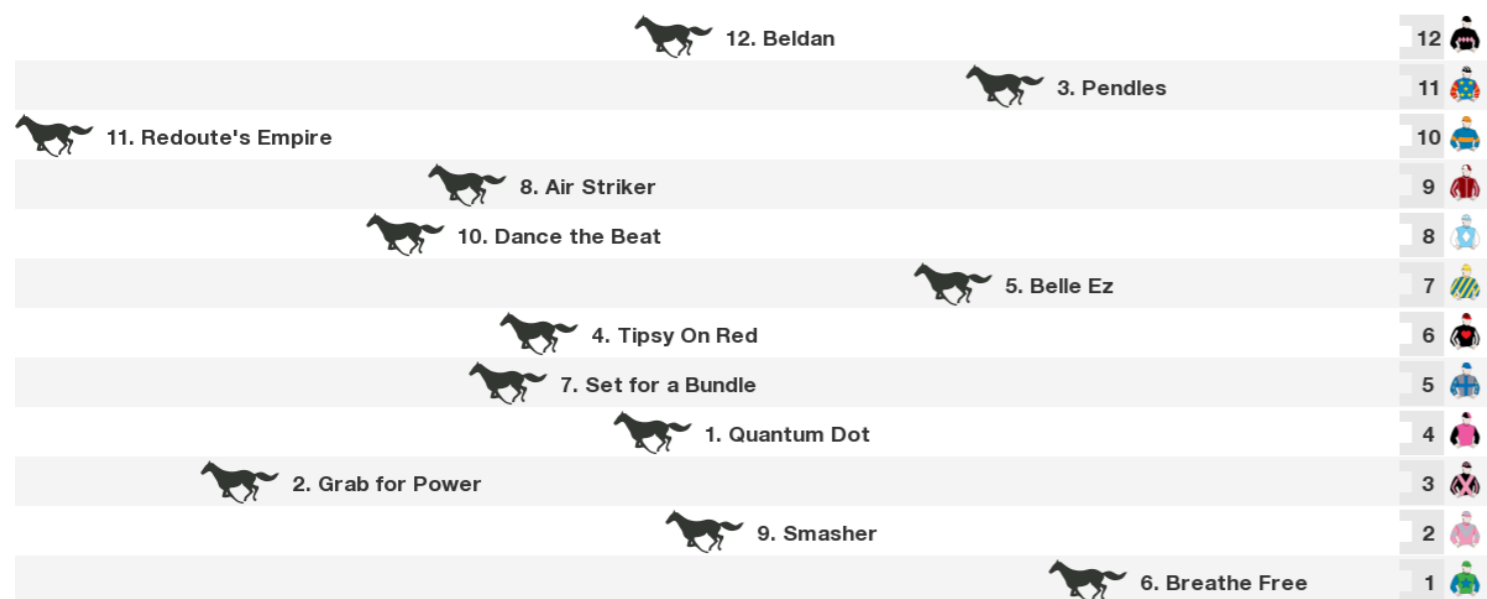 12. Beldan 12
3. Pendles 11
11. Redoute's Empire 10
8. Air Striker 9
10. Dance the Beat 8
5. Belle Ez 7
4. Tipsy On Red 6
7. Set for a Bundle 5
1. Quantum Dot 4
2. Grab for Power 3
9. Smasher 2
6. Breathe Free 1